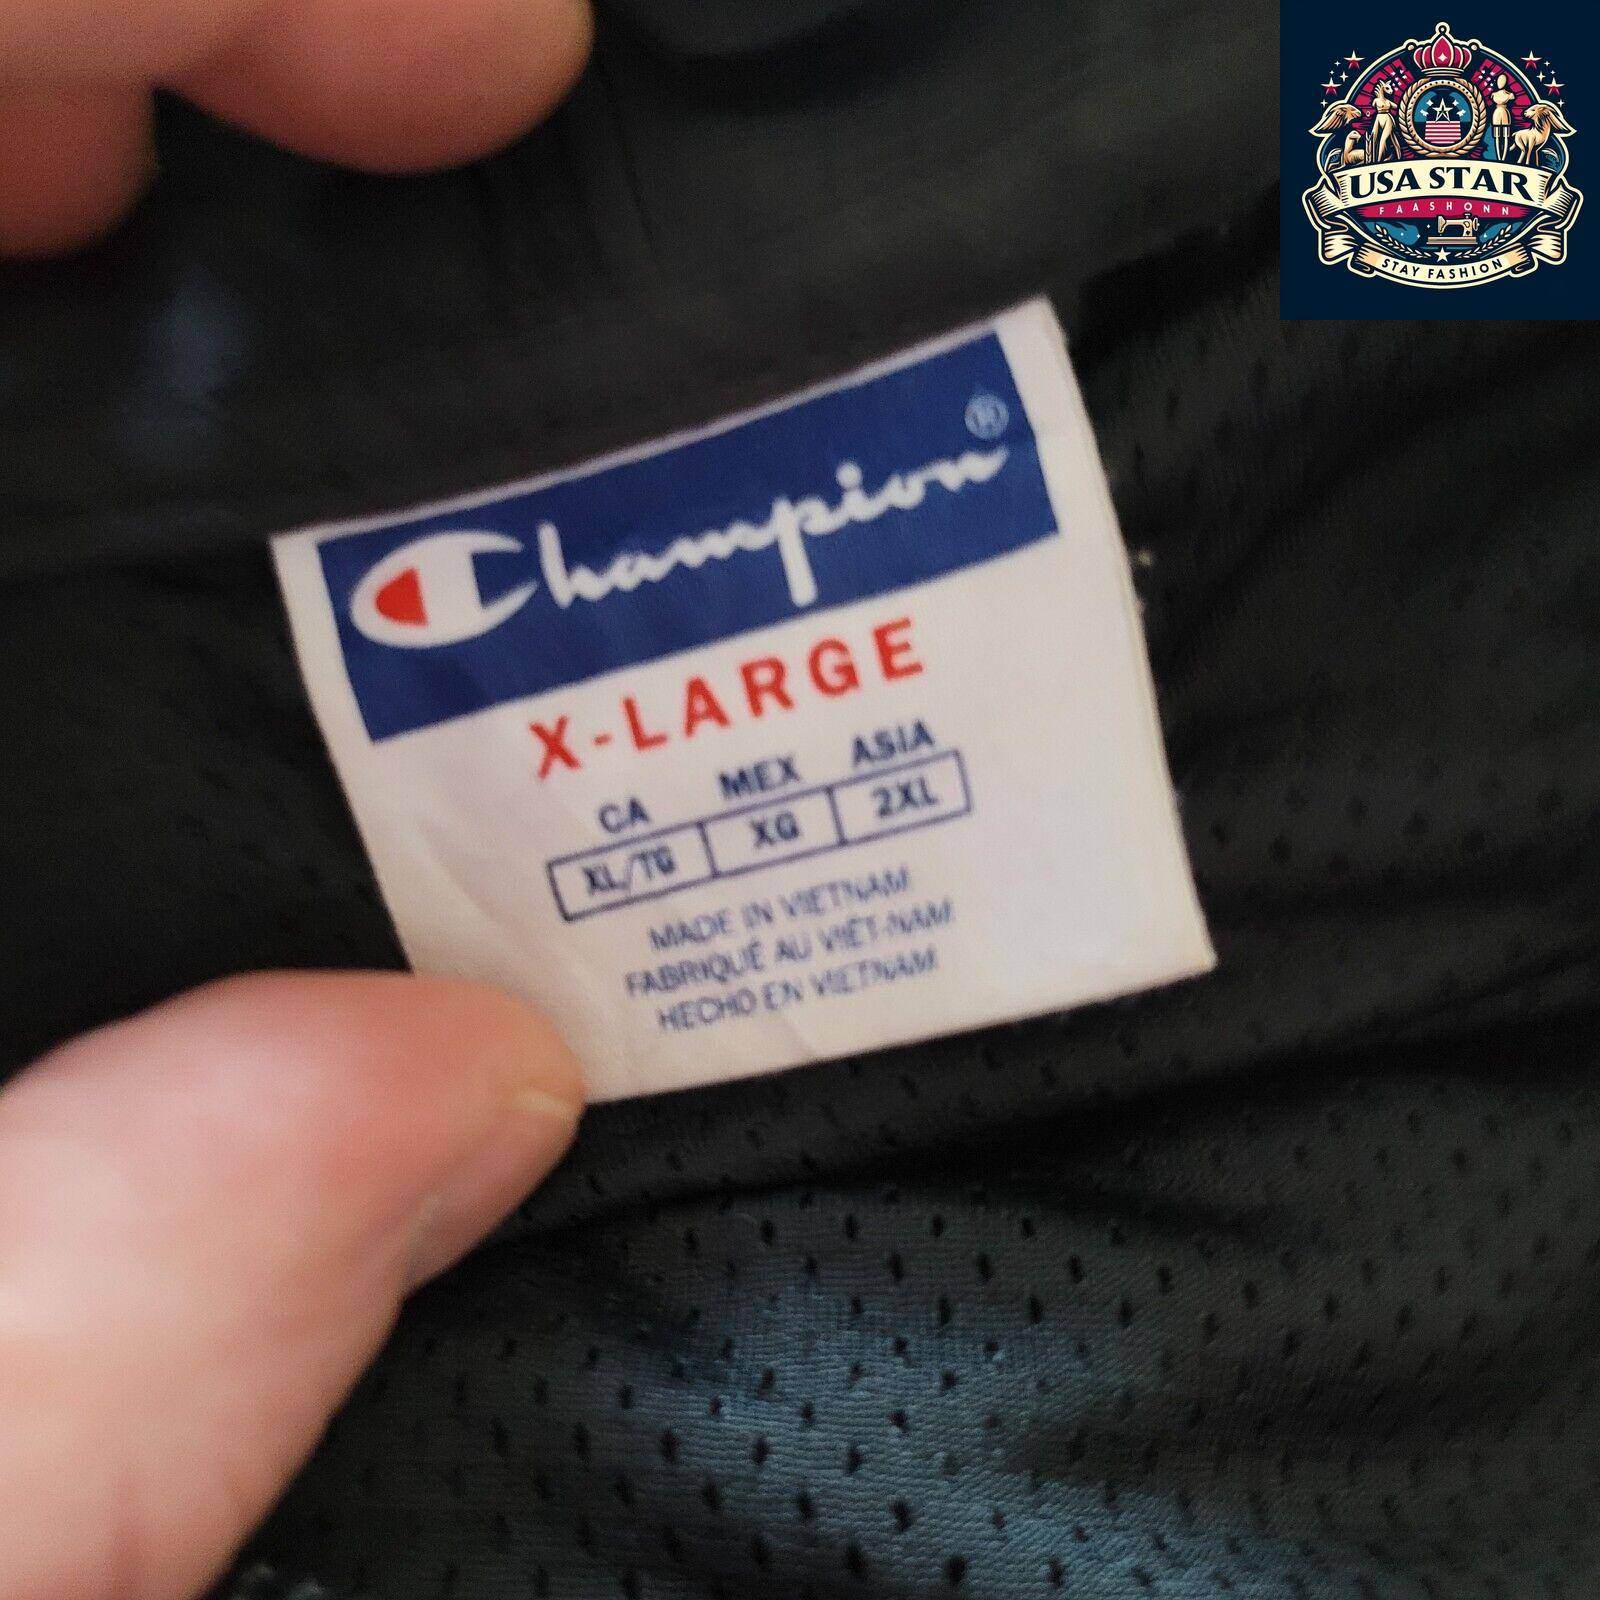 USA STAR
FAASHONN
STAY FASHION
Champion®
X-LARGE
CA MEX ASIA
XL/TG XG 2XL
MADE IN VIETNAM
FABRIQUÉ AU VIÊT-NAM
HECHO EN VIETNAM